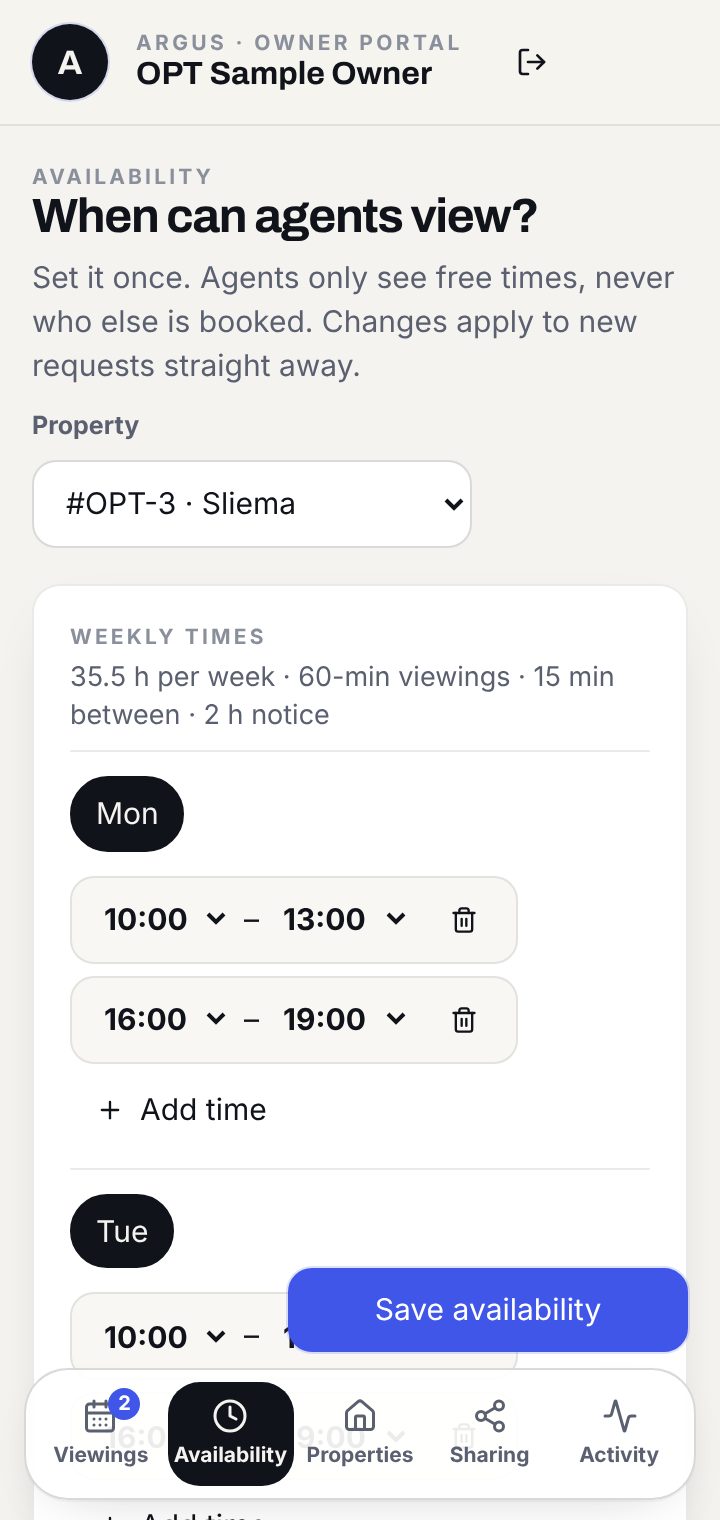 A
ARGUS · OWNER PORTAL
OPT Sample Owner
AVAILABILITY
When can agents view?
Set it once. Agents only see free times, never
who else is booked. Changes apply to new
requests straight away.
Property
#OPT-3 · Sliema
WEEKLY TIMES
35.5 h per week · 60-min viewings · 15 min
between · 2 h notice
Mon
10:00 – 13:00
16:00 – 19:00
+ Add time
Tue
10:00 –
Save availability
2
Viewings Availability Properties Sharing Activity
Add time